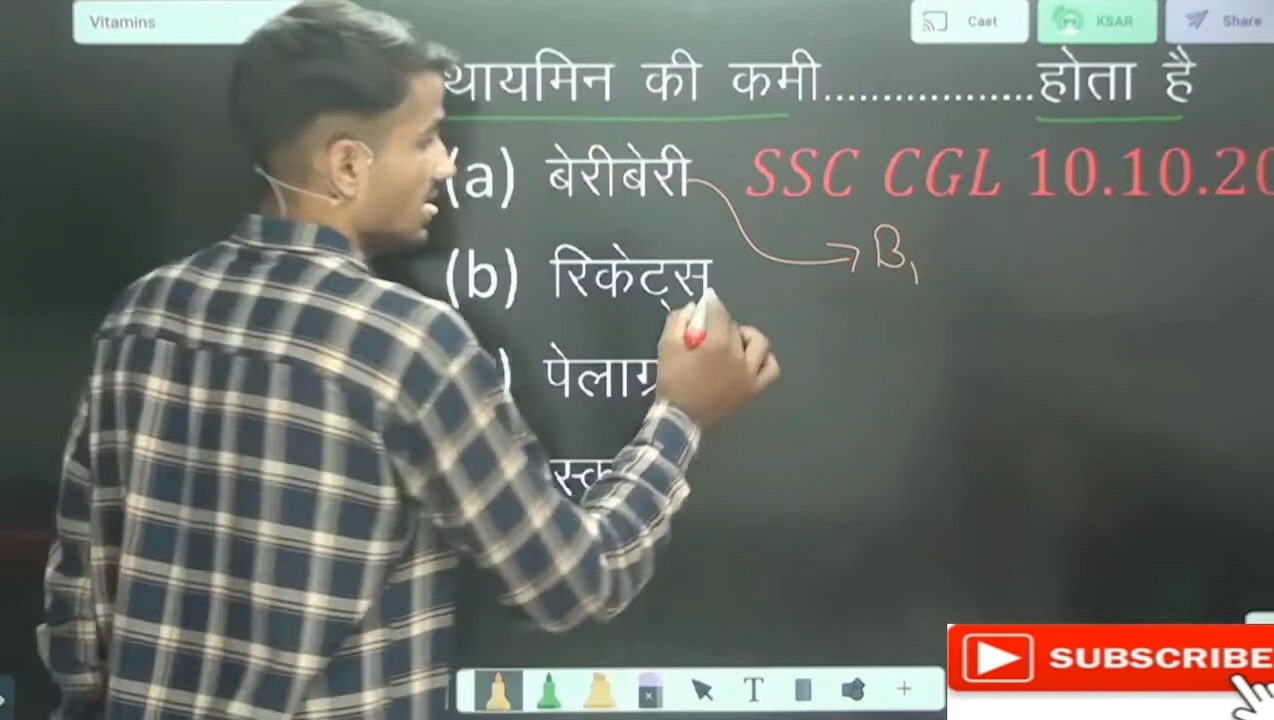 Vitamins
Cast
KSAR
Share
थायमिन की कमी..................होता है
(a) बेरीबेरी SSC CGL 10.10.20
B1
(b) रिकेट्स
) पेलाग्र
स्क
T
SUBSCRIBE